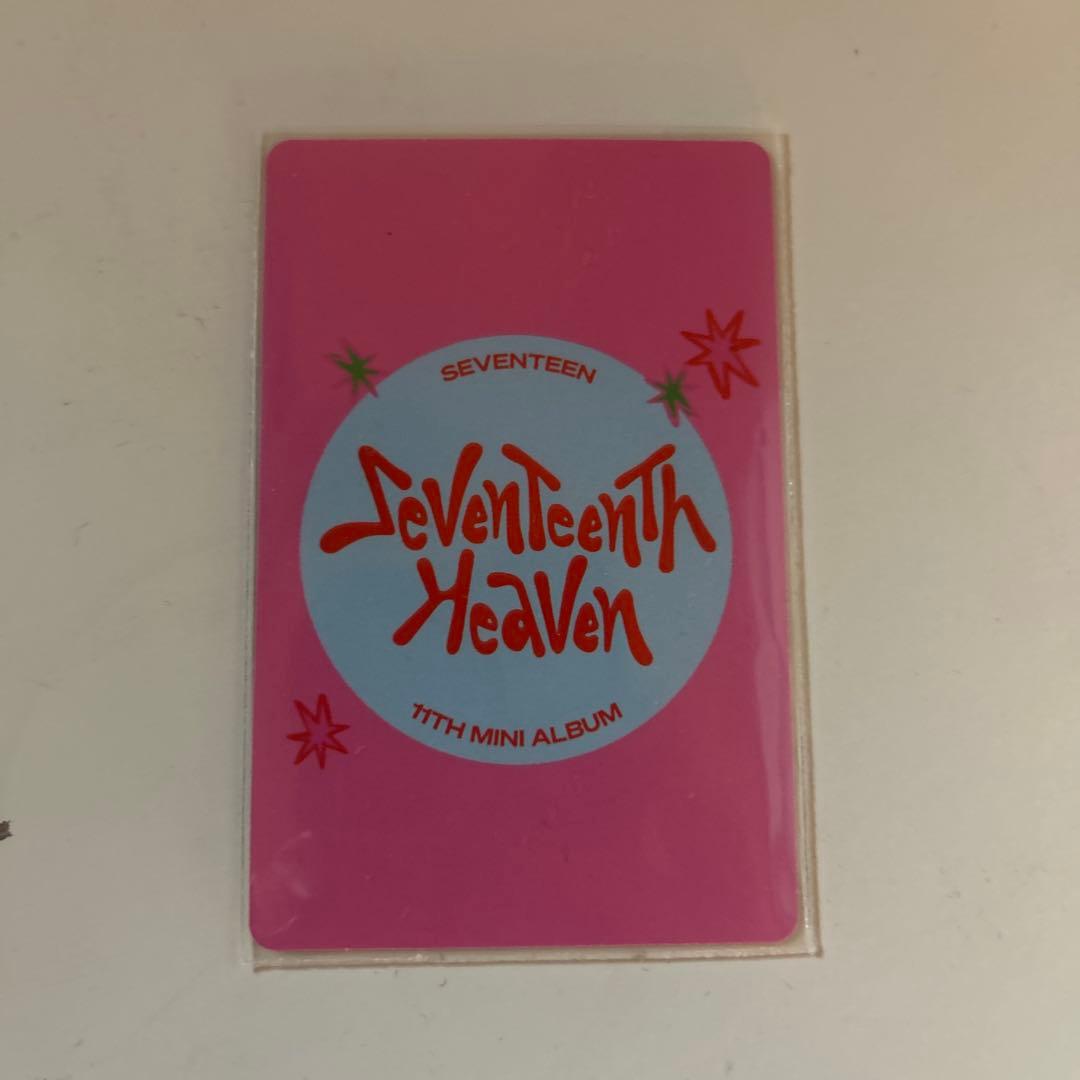 SEVENTEEN
SevenTeenTh
Heaven
11TH MINI ALBUM